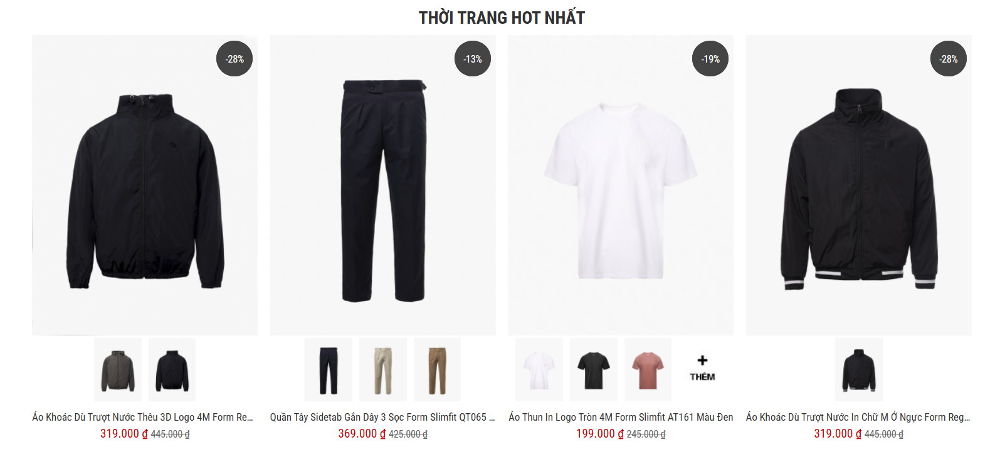 THỜI TRANG HOT NHẤT
-28%
-13%
-19%
-28%
+
THÊM
Áo Khoác Dù Trượt Nước Thêu 3D Logo 4M Form Re...
319.000 ₫ 445.000 ₫
Quần Tây Sidetab Gắn Dây 3 Sọc Form Slimfit QT065 ...
369.000 ₫ 425.000 ₫
Áo Thun In Logo Tròn 4M Form Slimfit AT161 Màu Đen
199.000 ₫ 245.000 ₫
Áo Khoác Dù Trượt Nước In Chữ M Ở Ngực Form Reg...
319.000 ₫ 445.000 ₫